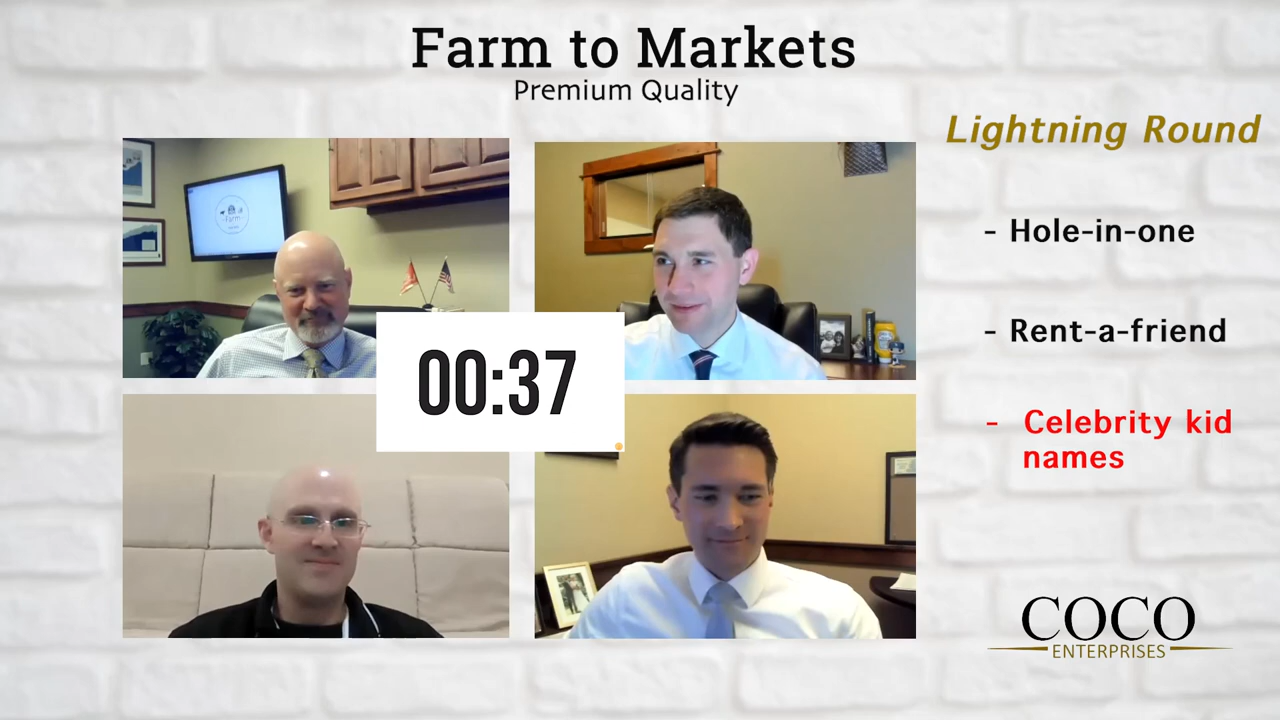 Farm to Markets
Premium Quality
Lightning Round
- Hole-in-one
- Rent-a-friend
- Celebrity kid
names
farm
00:37
COCO
ENTERPRISES